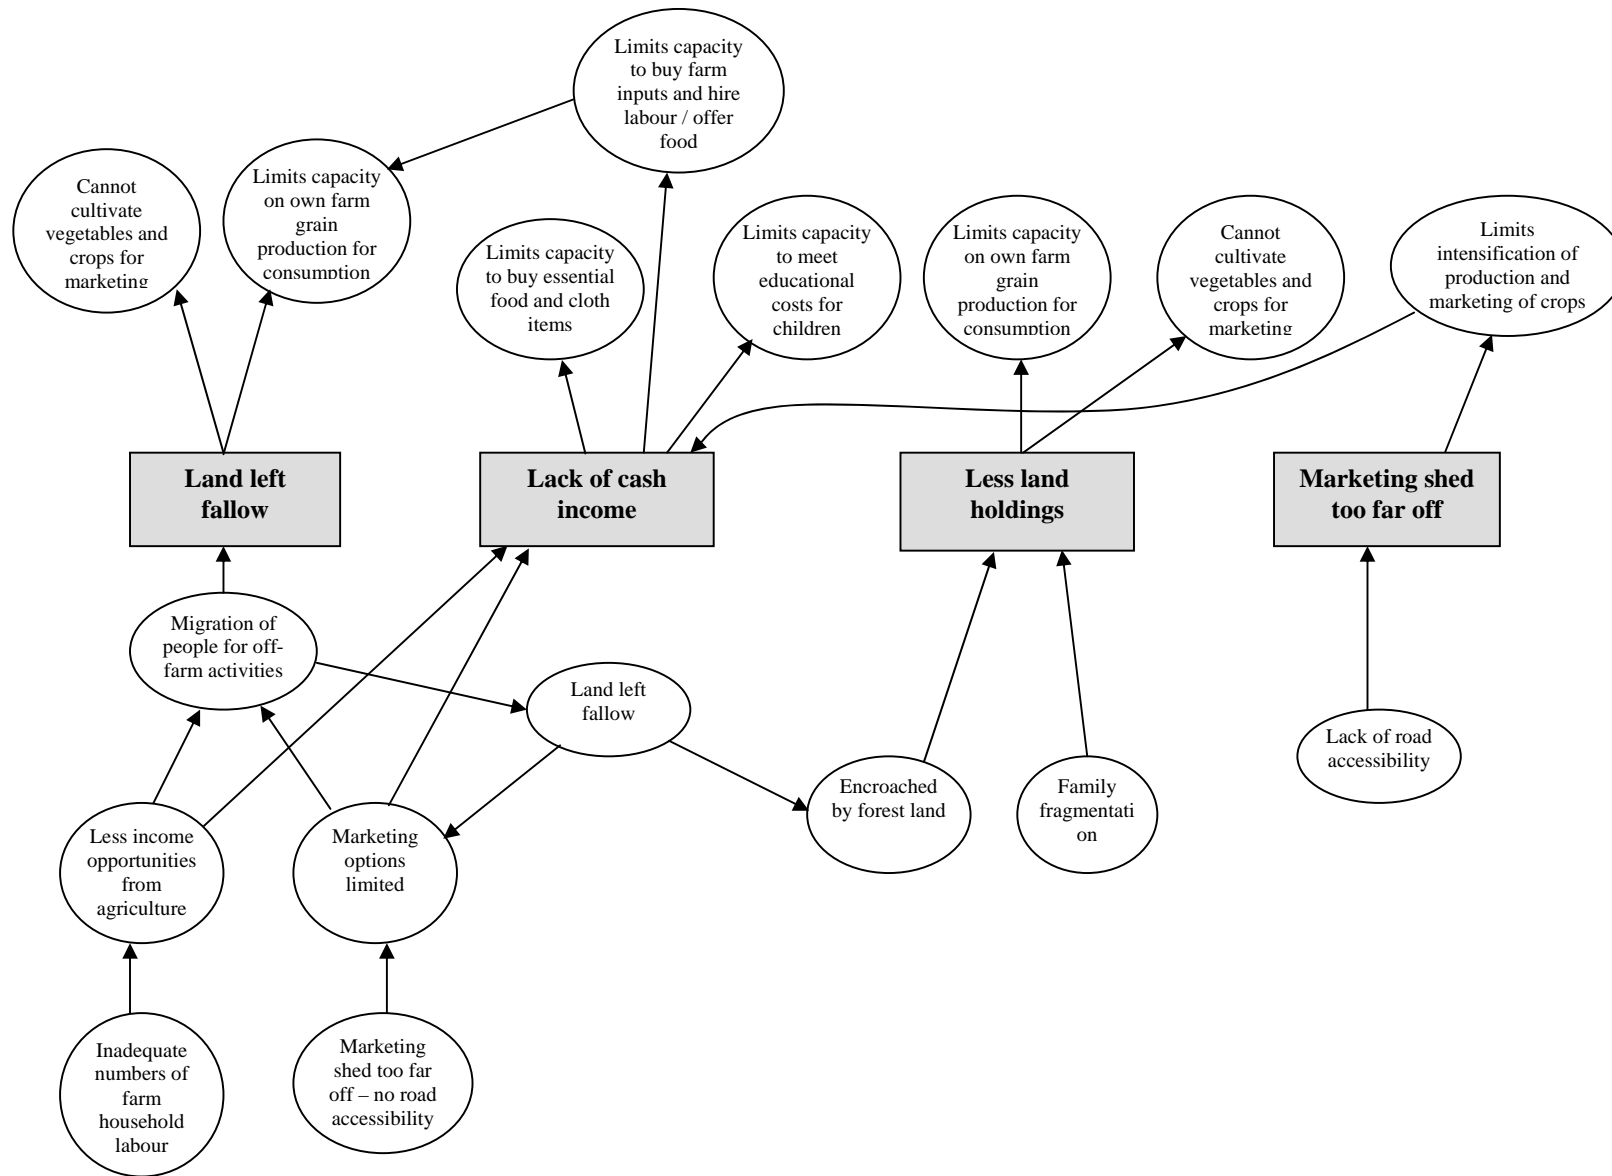 Limits capacity
to buy farm
inputs and hire
labour / offer
food
Cannot
cultivate
vegetables and
crops for
marketing
Limits capacity
on own farm
grain
production for
consumption
Limits capacity
to buy essential
food and cloth
items
Limits capacity
to meet
educational
costs for
children
Limits capacity
on own farm
grain
production for
consumption
Cannot
cultivate
vegetables and
crops for
marketing
Limits
intensification of
production and
marketing of crops
Land left
fallow
Lack of cash
income
Less land
holdings
Marketing shed
too far off
Migration of
people for off-
farm activities
Land left
fallow
Lack of road
accessibility
Encroached
by forest land
Family
fragmentati
on
Less income
opportunities
from
agriculture
Marketing
options
limited
Inadequate
numbers of
farm
household
labour
Marketing
shed too far
off – no road
accessibility